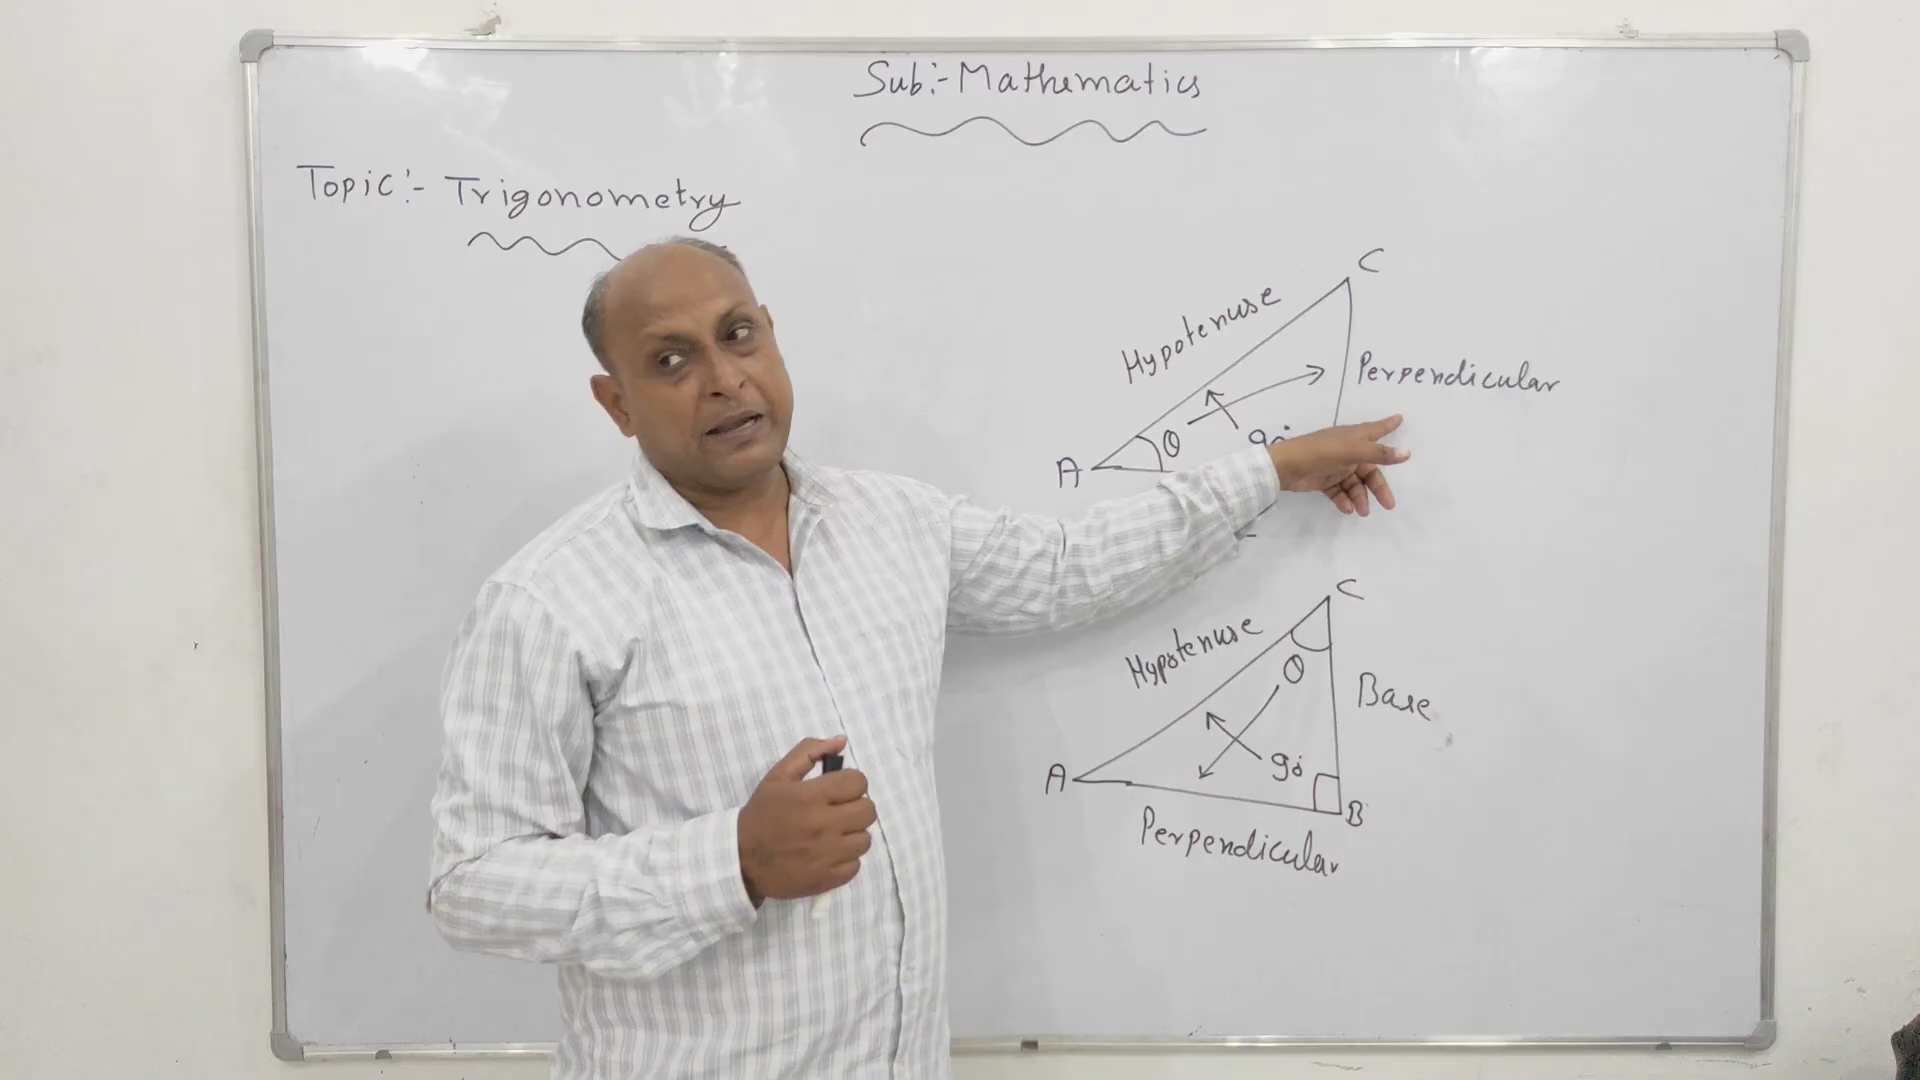 Sub:- Mathematics
Topic:- Trigonometry
C
Hypotenuse
Perpendicular
θ
90°
A
C
Hypotenuse
θ
Base
90°
A
B
Perpendicular